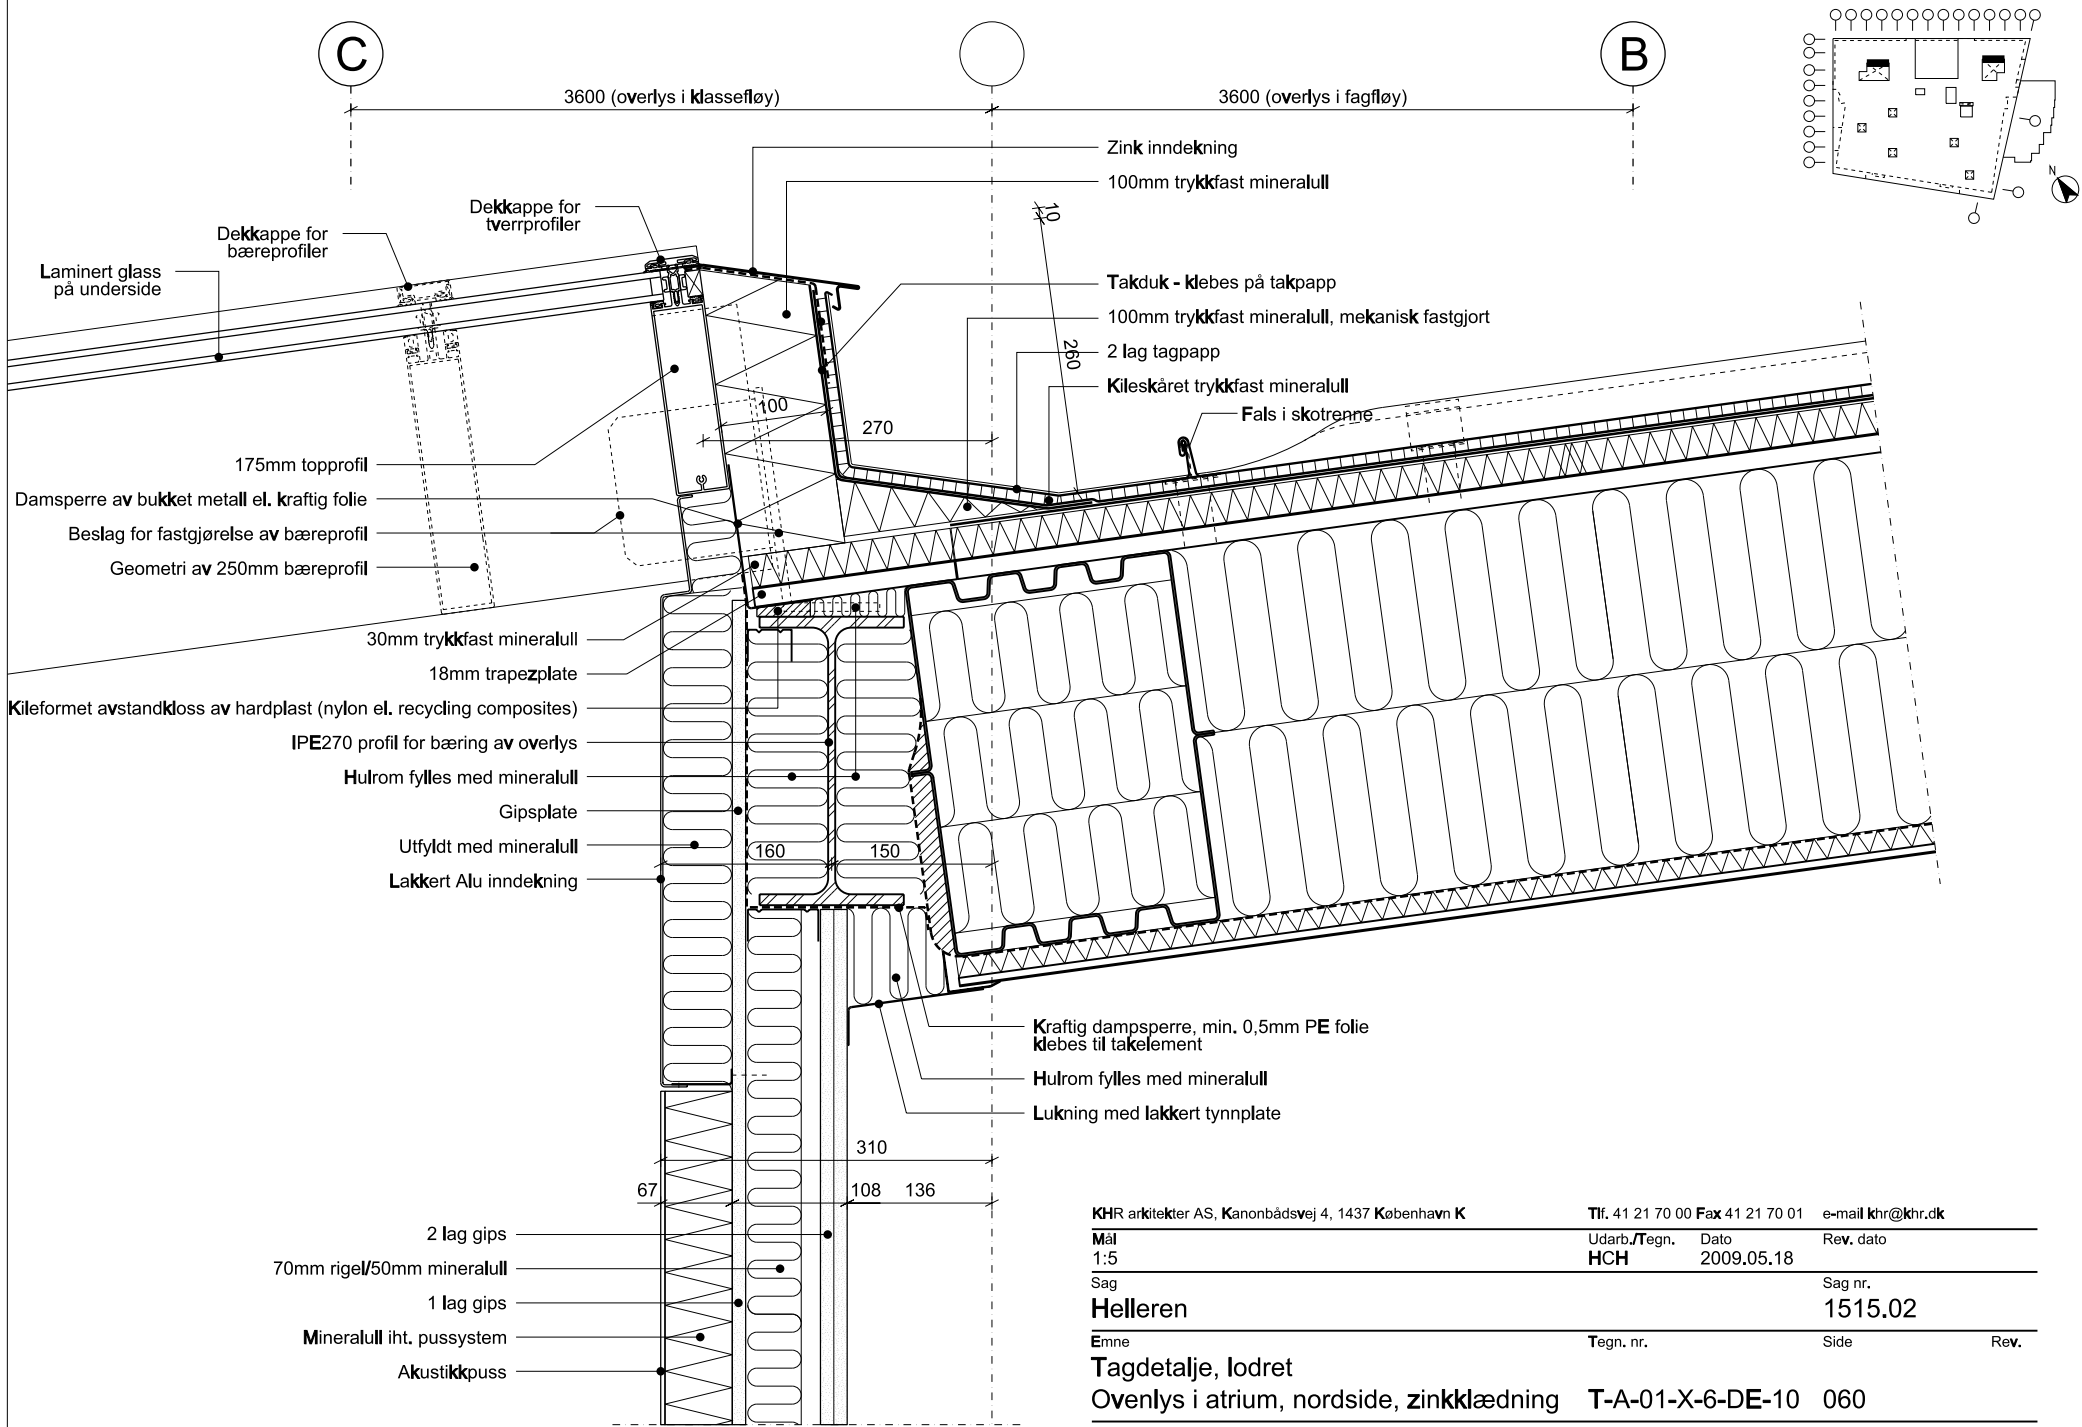 C
B
3600 (overlys i klassefløy)
3600 (overlys i fagfløy)
N
Zink inndekning
100mm trykkfast mineralull
Dekkappe for
tverrprofiler
Dekkappe for
bæreprofiler
Laminert glass
på underside
10
260
Takduk - klebes på takpapp
100mm trykkfast mineralull, mekanisk fastgjort
2 lag tagpapp
Kileskåret trykkfast mineralull
Fals i skotrenne
100
270
175mm topprofil
Damsperre av bukket metall el. kraftig folie
Beslag for fastgjørelse av bæreprofil
Geometri av 250mm bæreprofil
30mm trykkfast mineralull
18mm trapezplate
Kileformet avstandkloss av hardplast (nylon el. recycling composites)
IPE270 profil for bæring av overlys
Hulrom fylles med mineralull
Gipsplate
Utfyldt med mineralull
Lakkert Alu inndekning
160
150
Kraftig dampsperre, min. 0,5mm PE folie
klebes til takelement
Hulrom fylles med mineralull
Lukning med lakkert tynnplate
310
67
108
136
2 lag gips
70mm rigel/50mm mineralull
1 lag gips
Mineralull iht. pussystem
Akustikkpuss
KHR arkitekter AS, Kanonbådsvej 4, 1437 København K Tlf. 41 21 70 00 Fax 41 21 70 01 e-mail khr@khr.dk
Mål Udarb./Tegn. Dato Rev. dato
1:5 HCH 2009.05.18
Sag Sag nr.
Helleren 1515.02
Emne Tegn. nr. Side Rev.
Tagdetalje, lodret
Ovenlys i atrium, nordside, zinkklædning T-A-01-X-6-DE-10 060